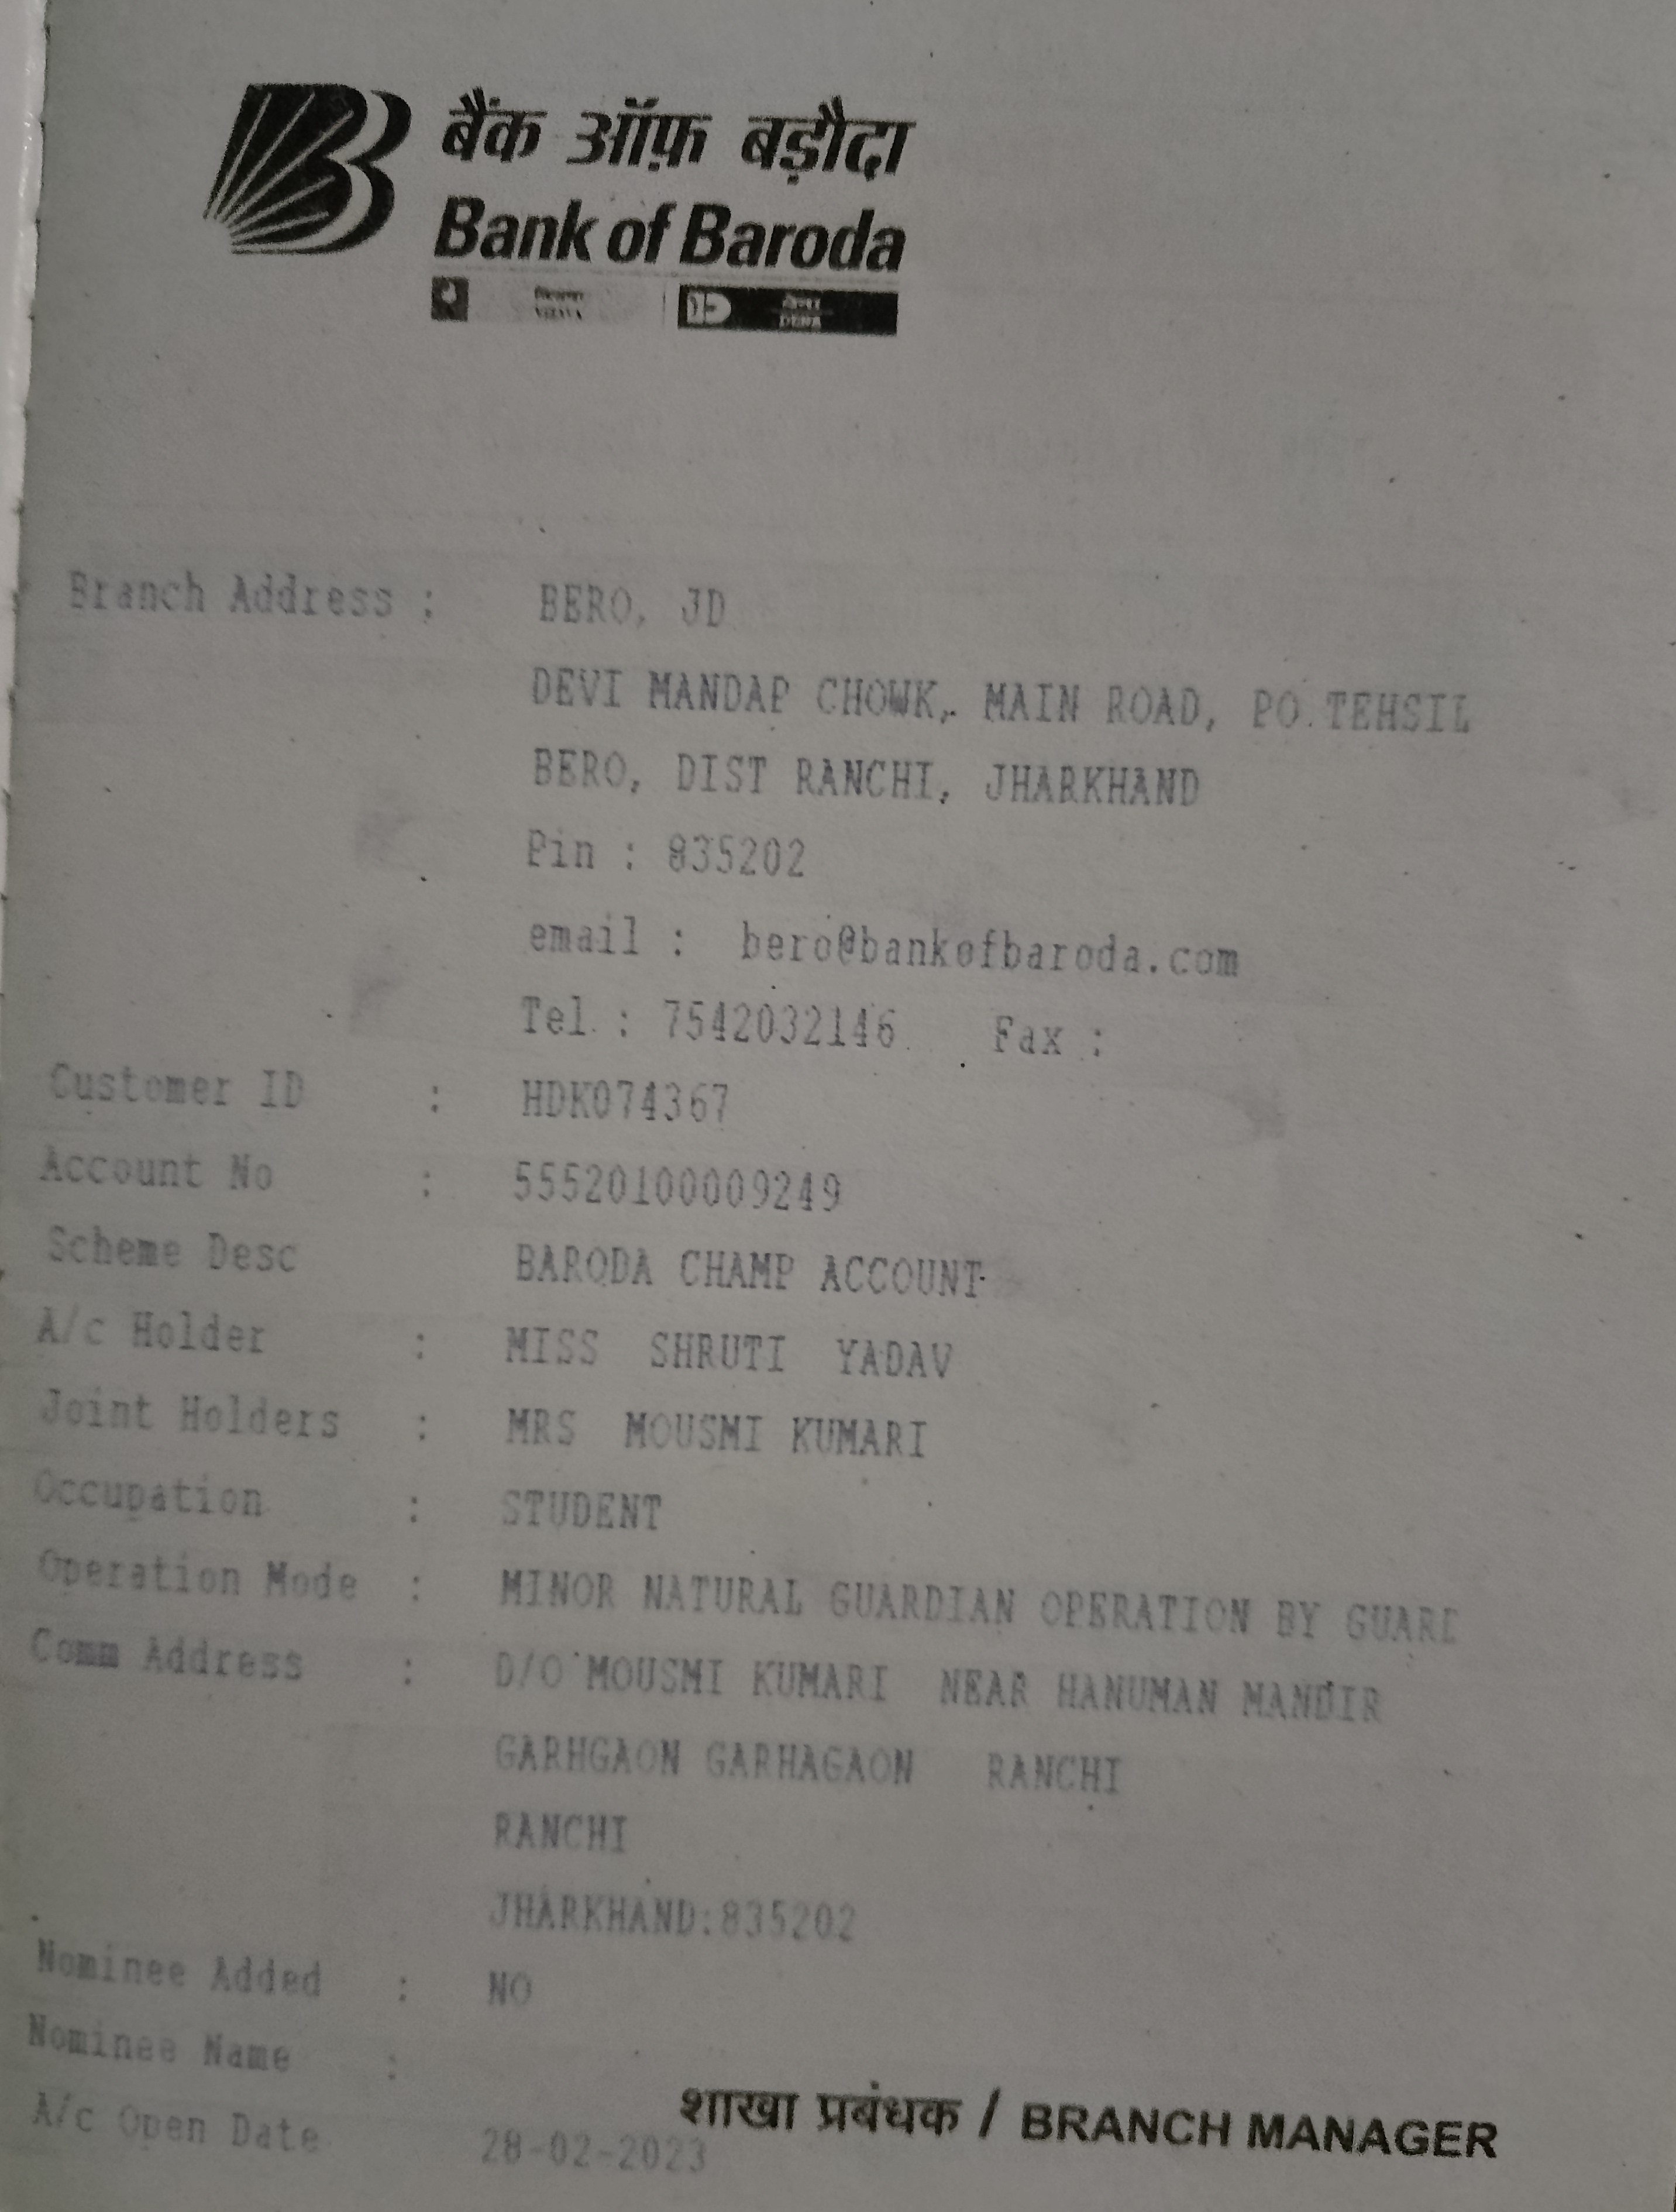 बैंक ऑफ़ बड़ौदा
Bank of Baroda
विजया VIJAYA देना DENA
Branch Address : BERO, JD
DEVI MANDAP CHOWK, MAIN ROAD, PO.TEHSIL
BERO, DIST RANCHI, JHARKHAND
Pin : 835202
email : bero@bankofbaroda.com
Tel : 7542032146 Fax :
Customer ID : HDK074367
Account No : 55520100009249
Scheme Desc BARODA CHAMP ACCOUNT
A/c Holder : MISS SHRUTI YADAV
Joint Holders : MRS MOUSMI KUMARI
Occupation : STUDENT
Operation Mode : MINOR NATURAL GUARDIAN OPERATION BY GUARD
Comm Address : D/O MOUSMI KUMARI NEAR HANUMAN MANDIR
GARHGAON GARHAGAON RANCHI
RANCHI
JHARKHAND:835202
Nominee Added : NO
Nominee Name :
शाखा प्रबंधक / BRANCH MANAGER
A/c Open Date 28-02-2023